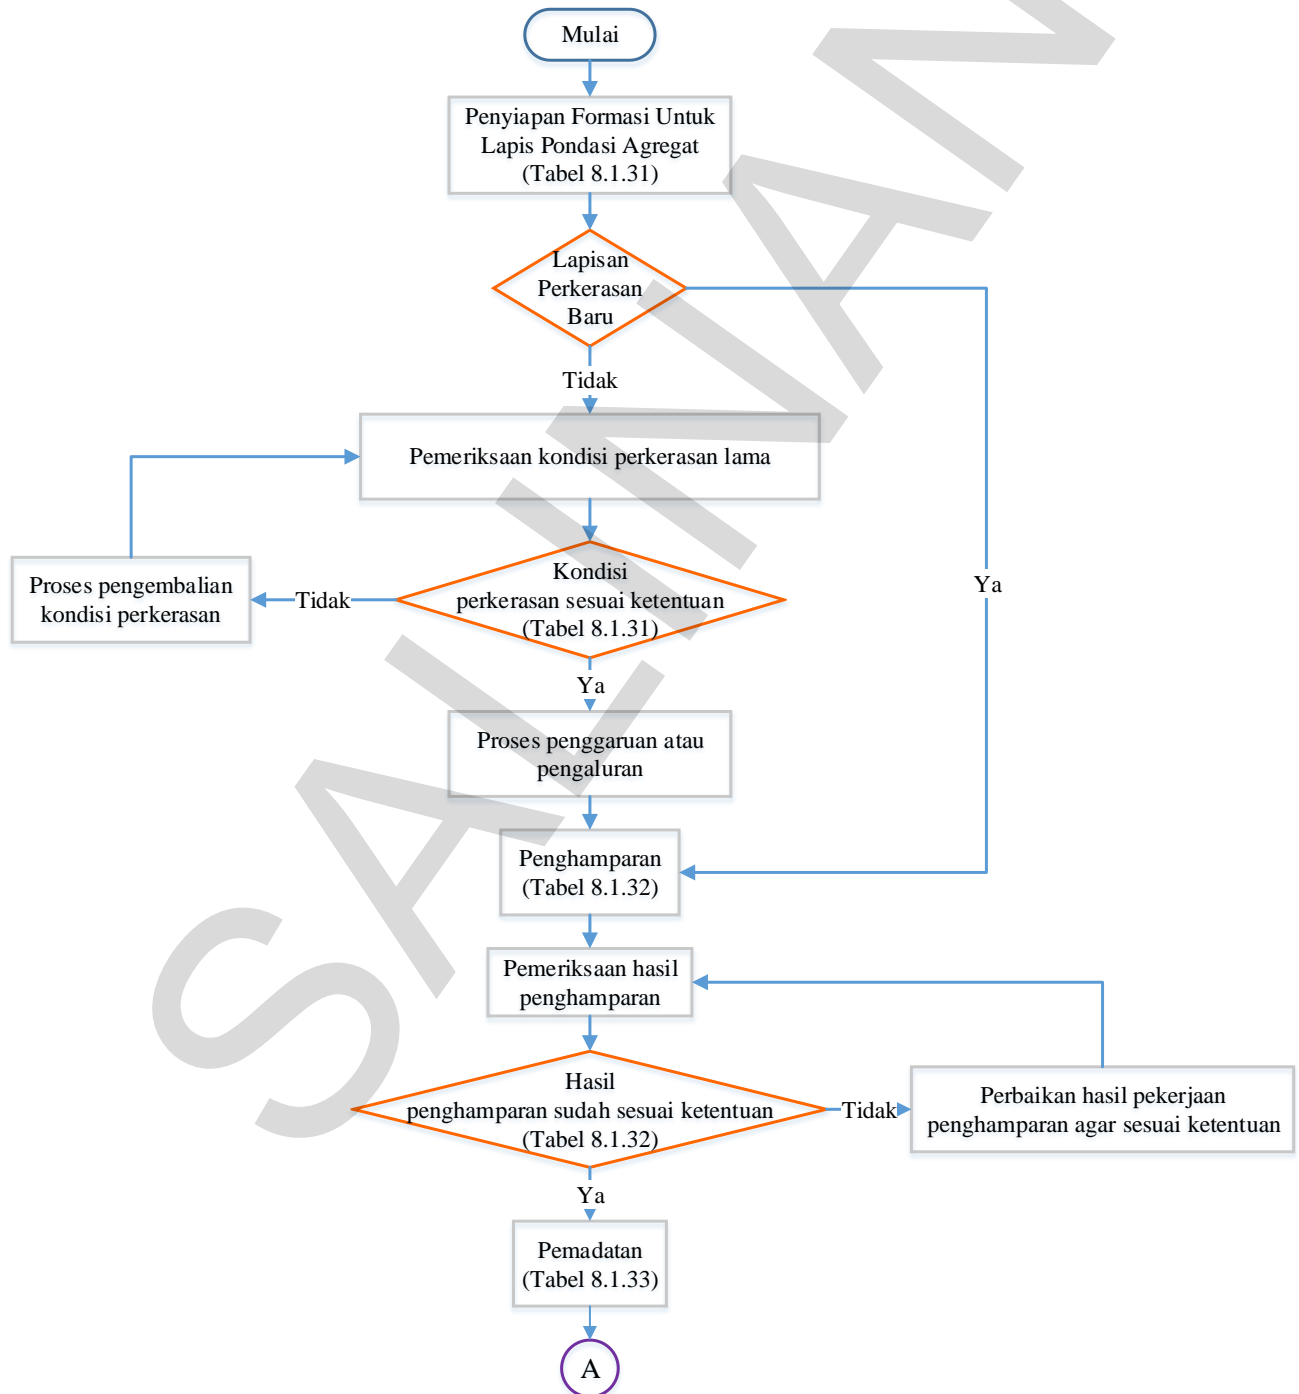 Mulai
Penyiapan Formasi Untuk
Lapis Pondasi Agregat
(Tabel 8.1.31)
Lapisan
Perkerasan
Baru
Tidak
Pemeriksaan kondisi perkerasan lama
Kondisi
perkerasan sesuai ketentuan
(Tabel 8.1.31)
Tidak
Proses pengembalian
kondisi perkerasan
Ya
Ya
Proses penggaruan atau
pengaluran
Penghamparan
(Tabel 8.1.32)
Pemeriksaan hasil
penghamparan
Hasil
penghamparan sudah sesuai ketentuan
(Tabel 8.1.32)
Tidak
Perbaikan hasil pekerjaan
penghamparan agar sesuai ketentuan
Ya
Pemadatan
(Tabel 8.1.33)
A
SALINAN